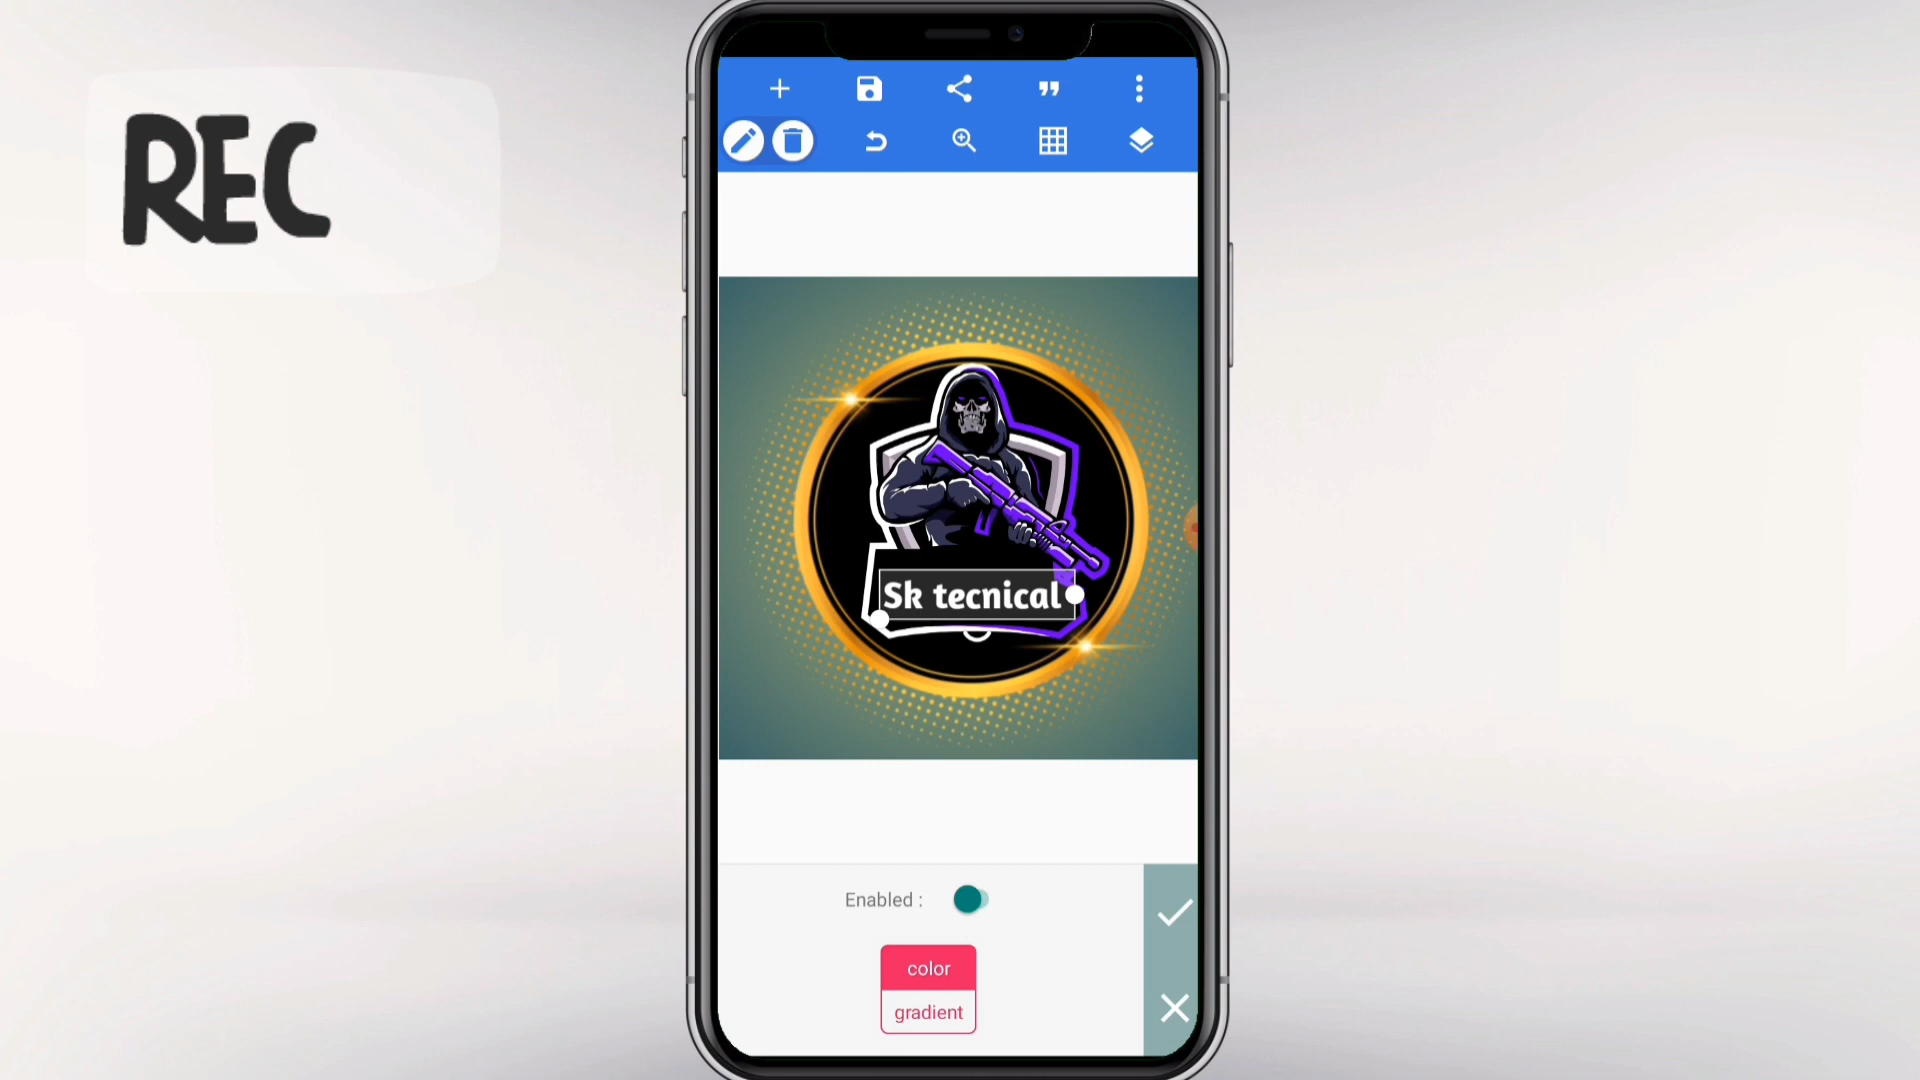 REC
Sk tecnical
Enabled :
color
gradient